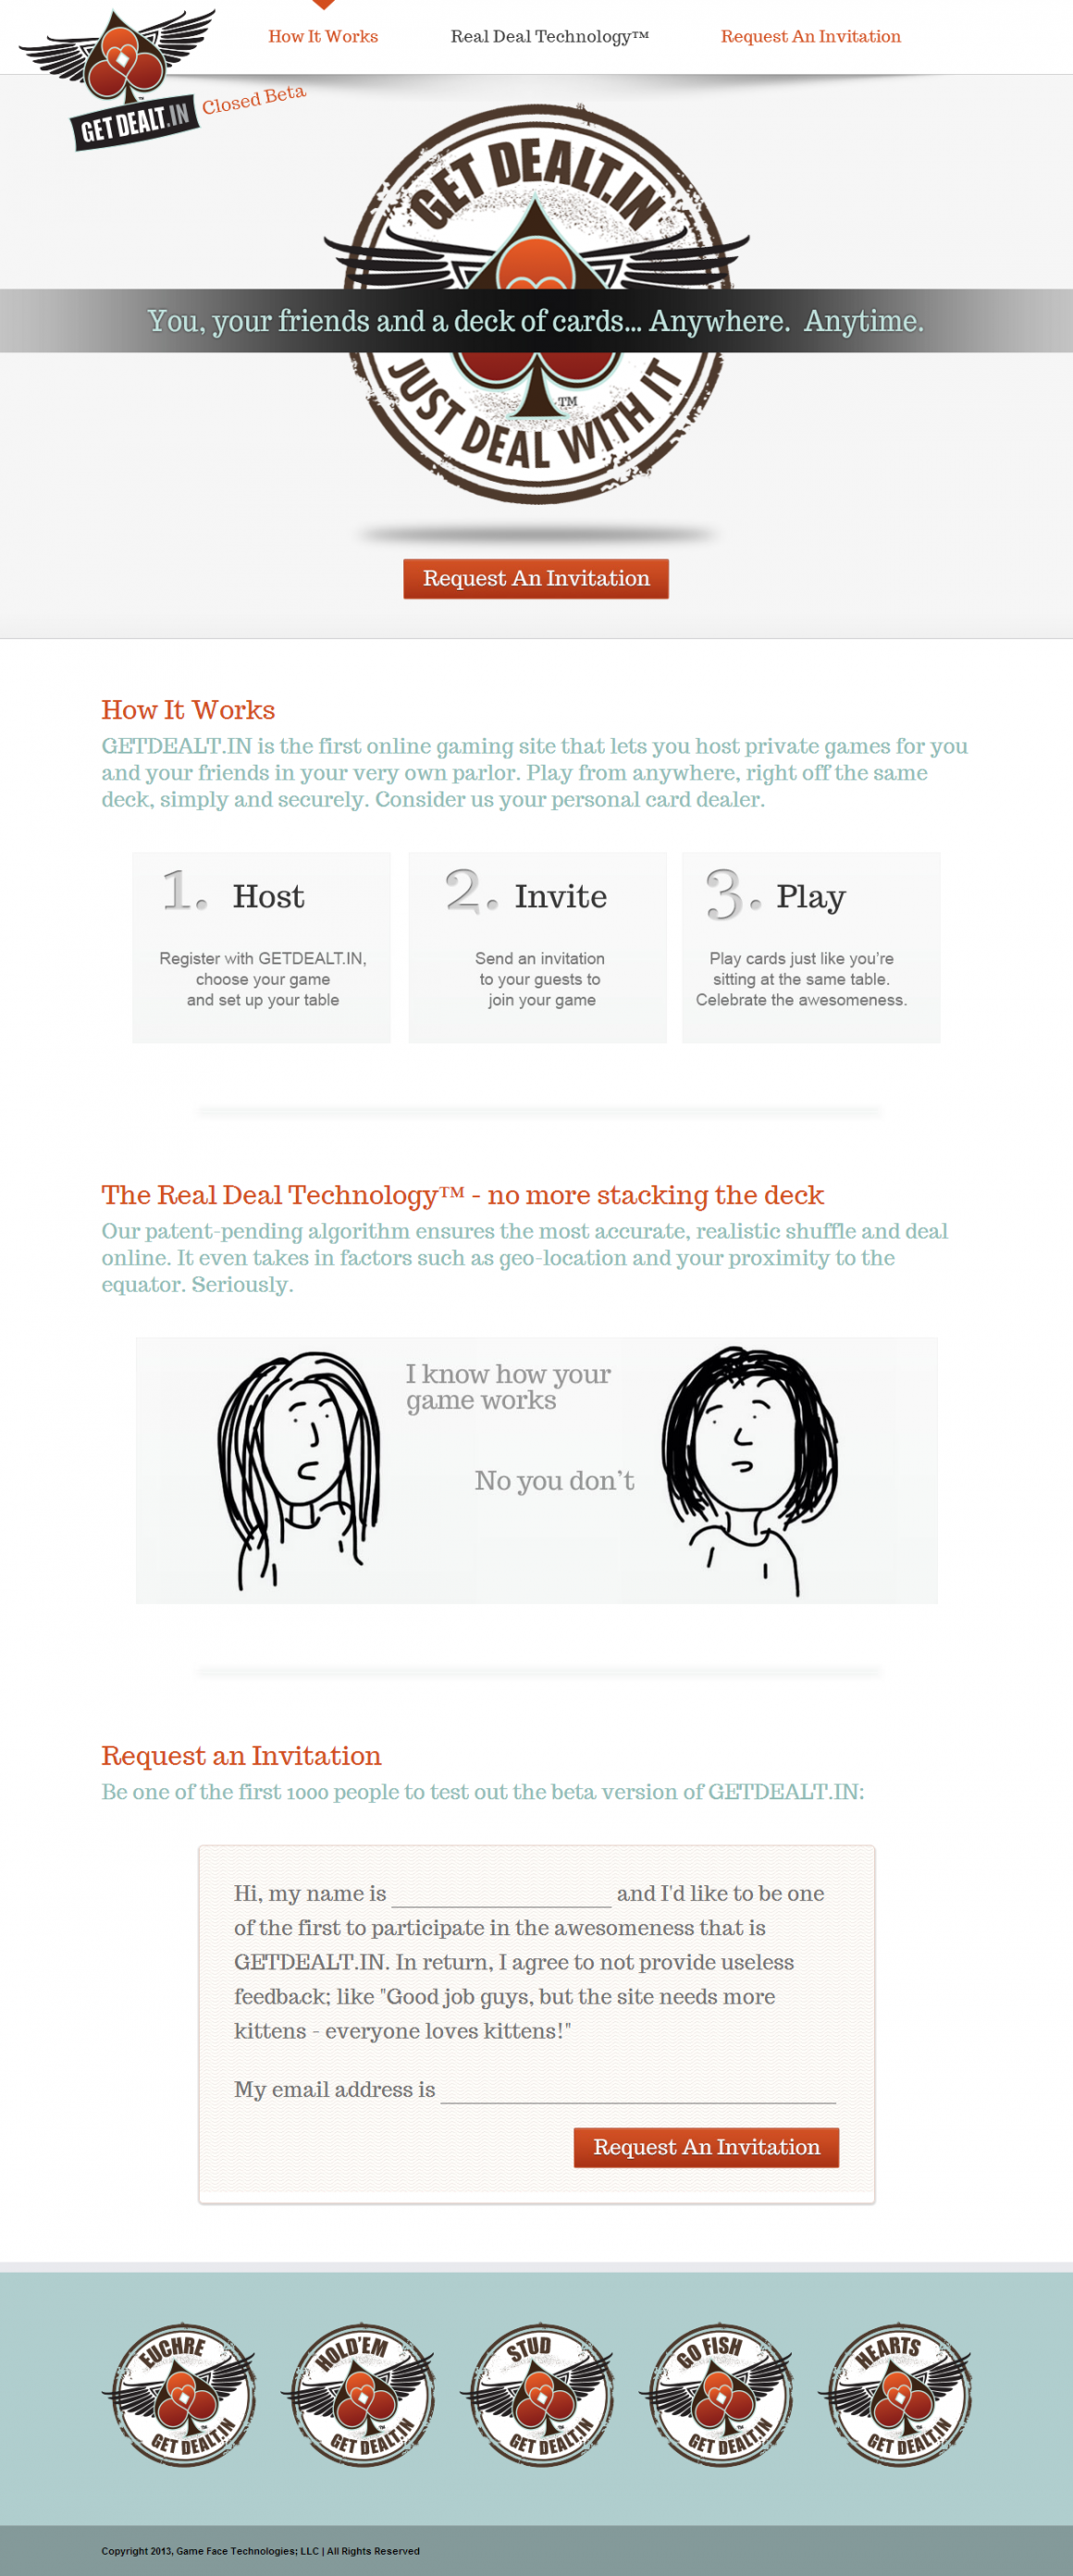 How It Works
Real Deal Technology™
Request An Invitation
GET DEALT.IN
™
Closed Beta
GET DEALT.IN
You, your friends and a deck of cards... Anywhere.  Anytime.
TM
JUST DEAL WITH IT
Request An Invitation
How It Works
GETDEALT.IN is the first online gaming site that lets you host private games for you
and your friends in your very own parlor. Play from anywhere, right off the same
deck, simply and securely. Consider us your personal card dealer.
1. Host
Register with GETDEALT.IN,
choose your game
and set up your table
2. Invite
Send an invitation
to your guests to
join your game
3. Play
Play cards just like you're
sitting at the same table.
Celebrate the awesomeness.
The Real Deal Technology™ - no more stacking the deck
Our patent-pending algorithm ensures the most accurate, realistic shuffle and deal
online. It even takes in factors such as geo-location and your proximity to the
equator. Seriously.
I know how your
game works
No you don't
Request an Invitation
Be one of the first 1000 people to test out the beta version of GETDEALT.IN:
Hi, my name is ____________________ and I'd like to be one
of the first to participate in the awesomeness that is
GETDEALT.IN. In return, I agree to not provide useless
feedback; like "Good job guys, but the site needs more
kittens - everyone loves kittens!"
My email address is ____________________
Request An Invitation
EUCHRE
GET DEALT.IN
HOLD'EM
GET DEALT.IN
STUD
GET DEALT.IN
GO FISH
GET DEALT.IN
HEARTS
GET DEALT.IN
Copyright 2013, Game Face Technologies; LLC | All Rights Reserved